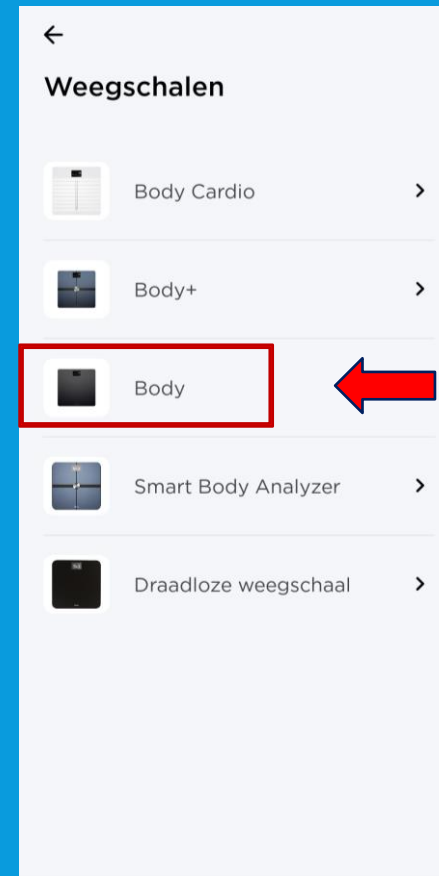 Weegschalen
Body Cardio
Body+
Body
Smart Body Analyzer
Draadloze weegschaal